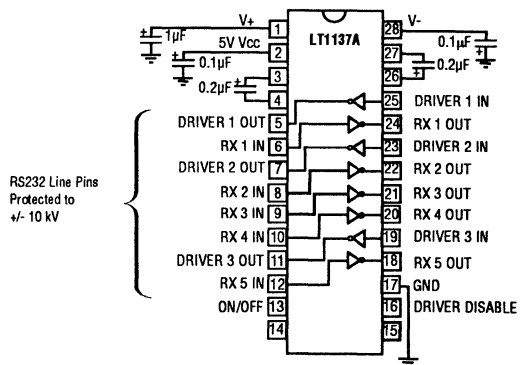 V+
LT1137A
V-
1μF
1
28
0.1μF
5V Vcc
2
27
0.1μF
0.2μF
3
26
0.2μF
4
25
DRIVER 1 IN
DRIVER 1 OUT
5
24
RX 1 OUT
RX 1 IN
6
23
DRIVER 2 IN
DRIVER 2 OUT
7
22
RX 2 OUT
RS232 Line Pins
Protected to
+/- 10 kV
RX 2 IN
8
21
RX 3 OUT
RX 3 IN
9
20
RX 4 OUT
RX 4 IN
10
19
DRIVER 3 IN
DRIVER 3 OUT
11
18
RX 5 OUT
RX 5 IN
12
17
GND
ON/OFF
13
16
DRIVER DISABLE
14
15